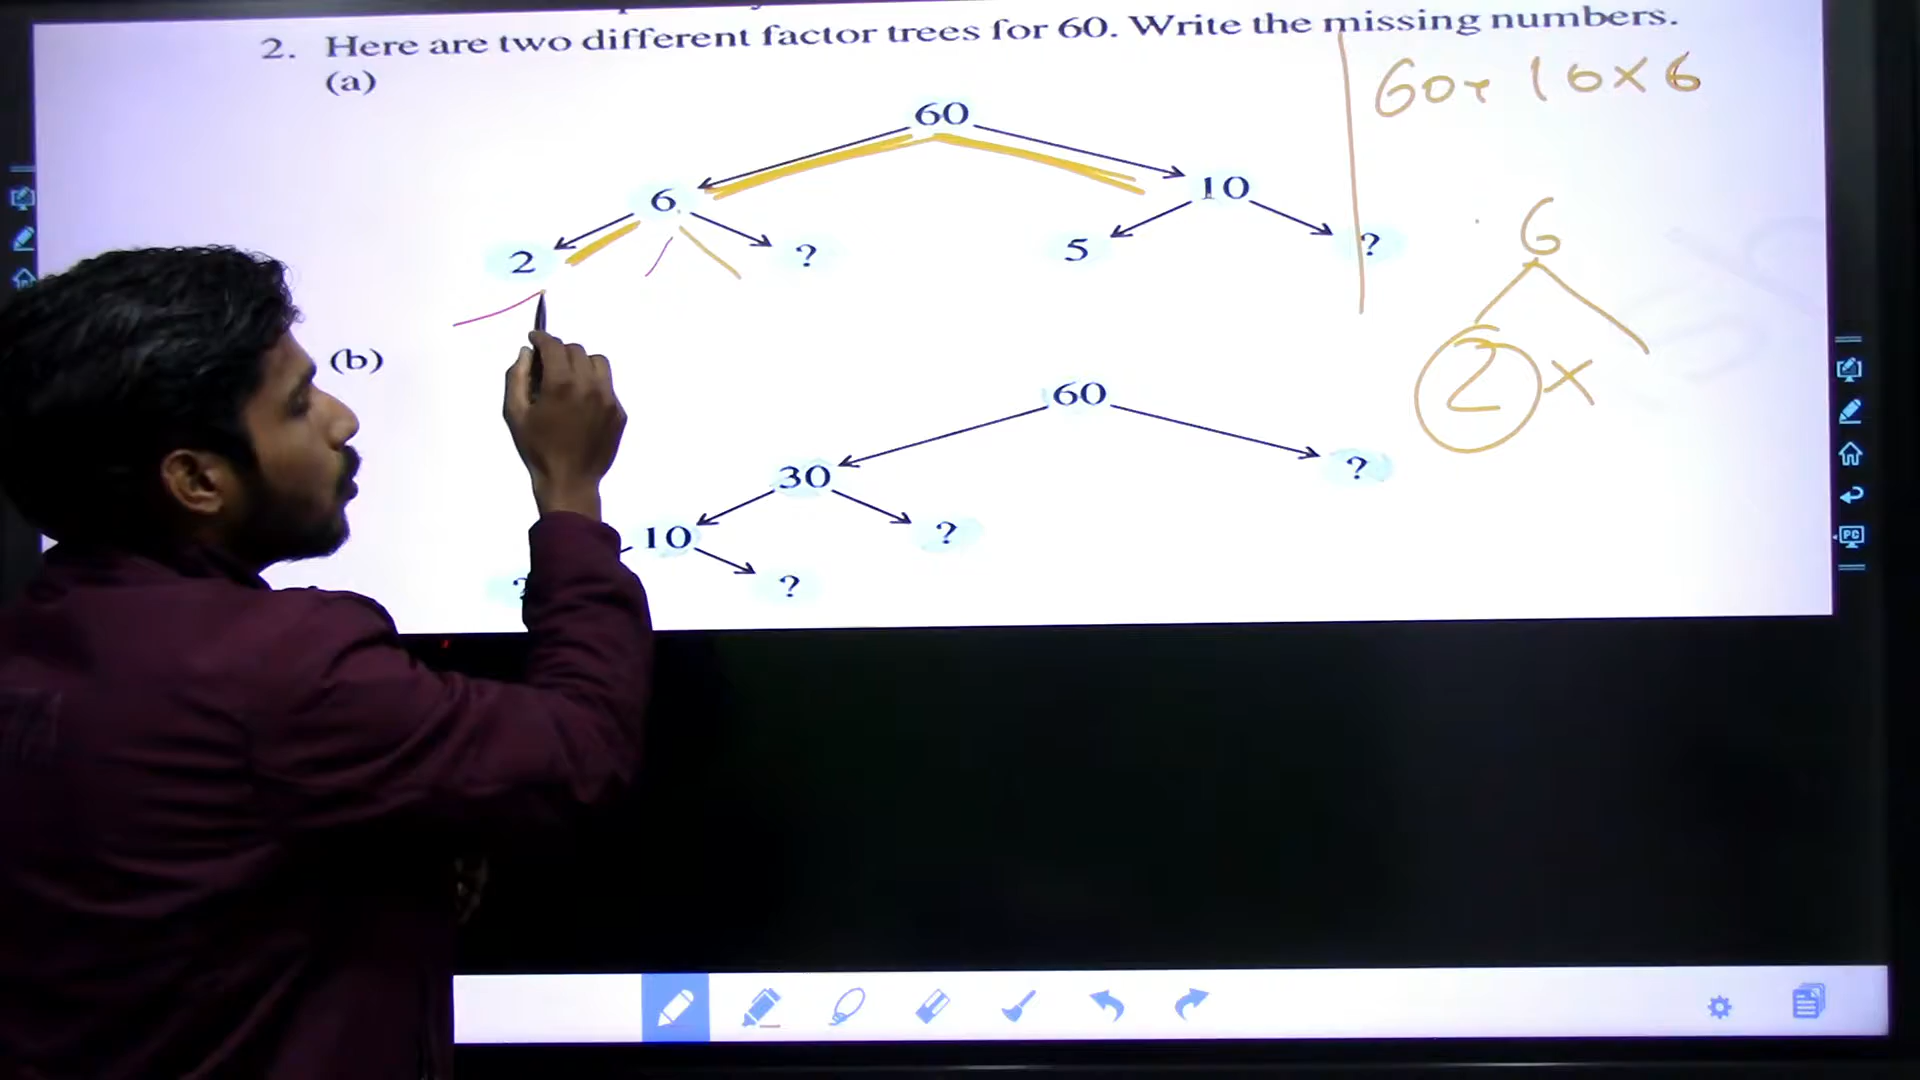 2. Here are two different factor trees for 60. Write the missing numbers.
(a)
60
6 10
2 ? 5 ?
60 = 10 × 6
6
2 ×
(b)
60
30 ?
10 ?
? ?
PC